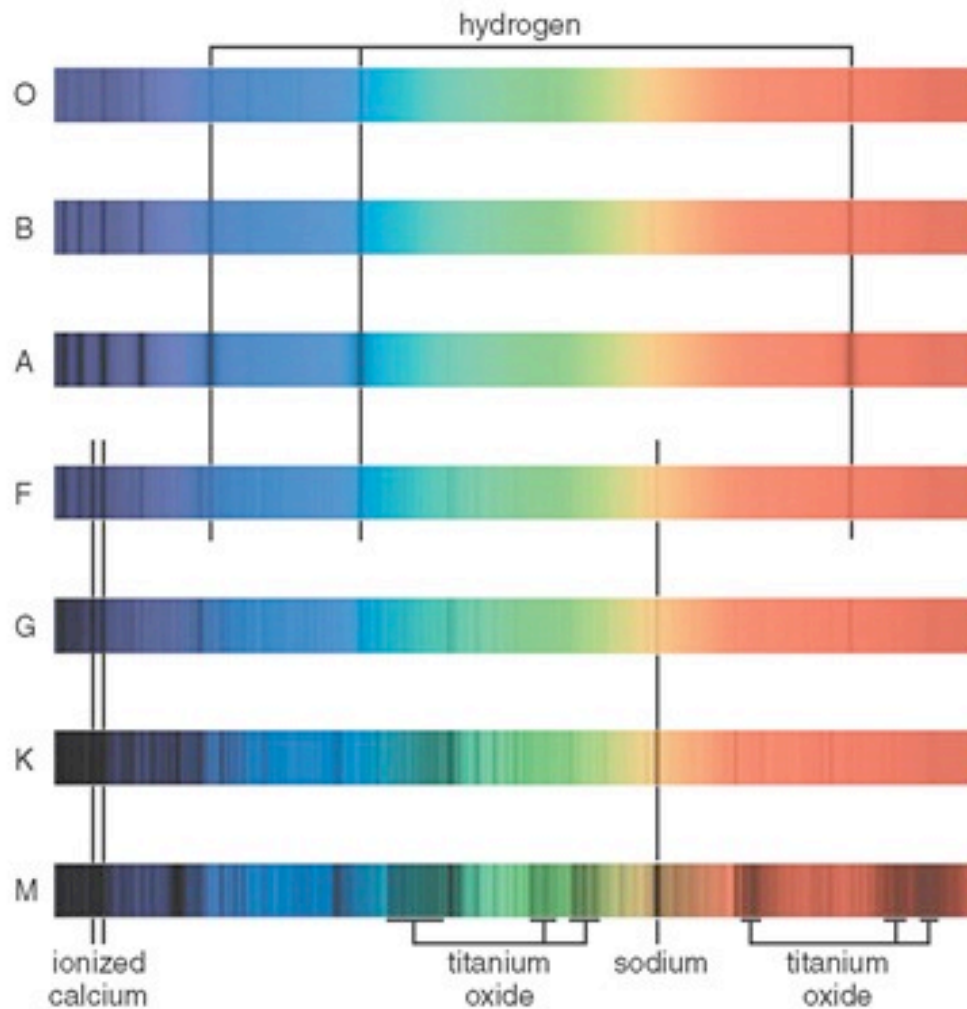 hydrogen
O
B
A
F
G
K
M
ionized
calcium
titanium
oxide
sodium
titanium
oxide